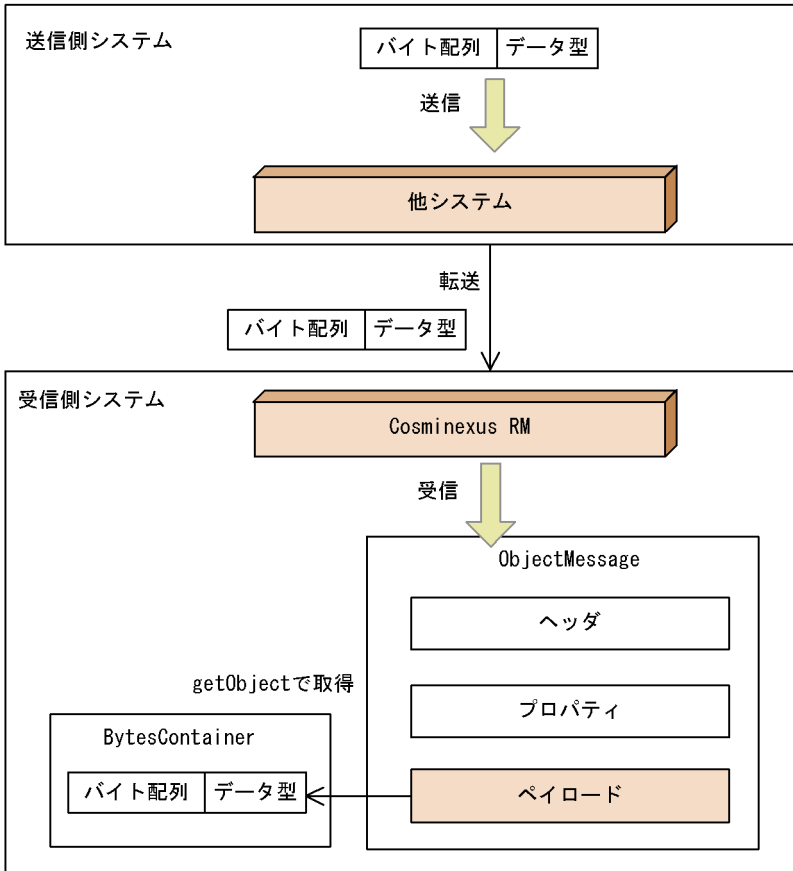 送信側システム
バイト配列 データ型
送信
他システム
転送
バイト配列 データ型
受信側システム
Cosminexus RM
受信
ObjectMessage
ヘッダ
getObjectで取得
プロパティ
BytesContainer
バイト配列 データ型
ペイロード